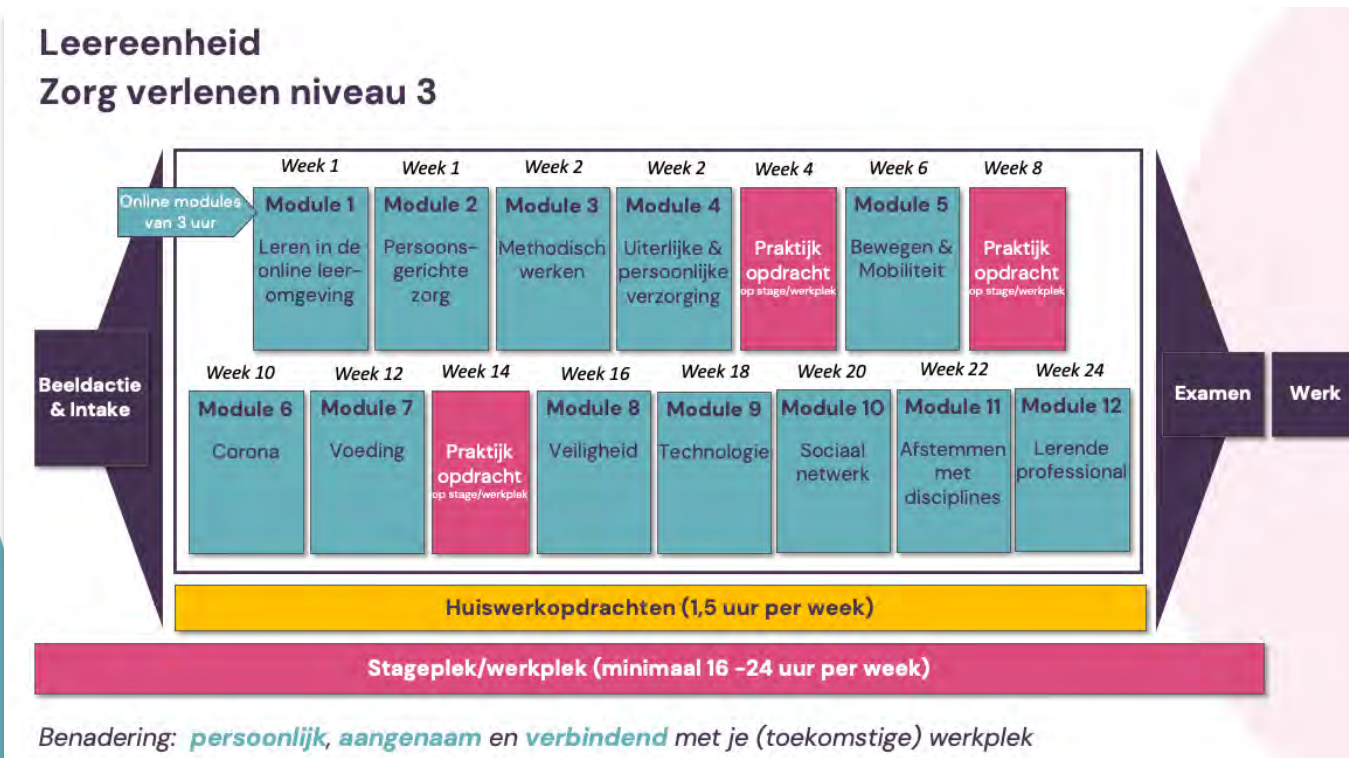 Leereenheid
Zorg verlenen niveau 3
Online modules
van 3 uur
Week 1
Module 1
Leren in de
online leer-
omgeving
Week 1
Module 2
Persoons-
gerichte
zorg
Week 2
Module 3
Methodisch
werken
Week 2
Module 4
Uiterlijke &
persoonlijke
verzorging
Week 4
Praktijk
opdracht
op stage/werkplek
Week 6
Module 5
Bewegen &
Mobiliteit
Week 8
Praktijk
opdracht
op stage/werkplek
Beeldactie
& Intake
Week 10
Module 6
Corona
Week 12
Module 7
Voeding
Week 14
Praktijk
opdracht
op stage/werkplek
Week 16
Module 8
Veiligheid
Week 18
Module 9
Technologie
Week 20
Module 10
Sociaal
netwerk
Week 22
Module 11
Afstemmen
met
disciplines
Week 24
Module 12
Lerende
professional
Examen
Werk
Huiswerkopdrachten (1,5 uur per week)
Stageplek/werkplek (minimaal 16 -24 uur per week)
Benadering: persoonlijk, aangenaam en verbindend met je (toekomstige) werkplek